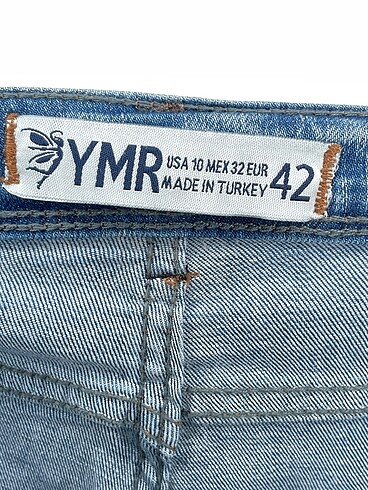 YMR
USA 10 MEX 32 EUR
MADE IN TURKEY
42